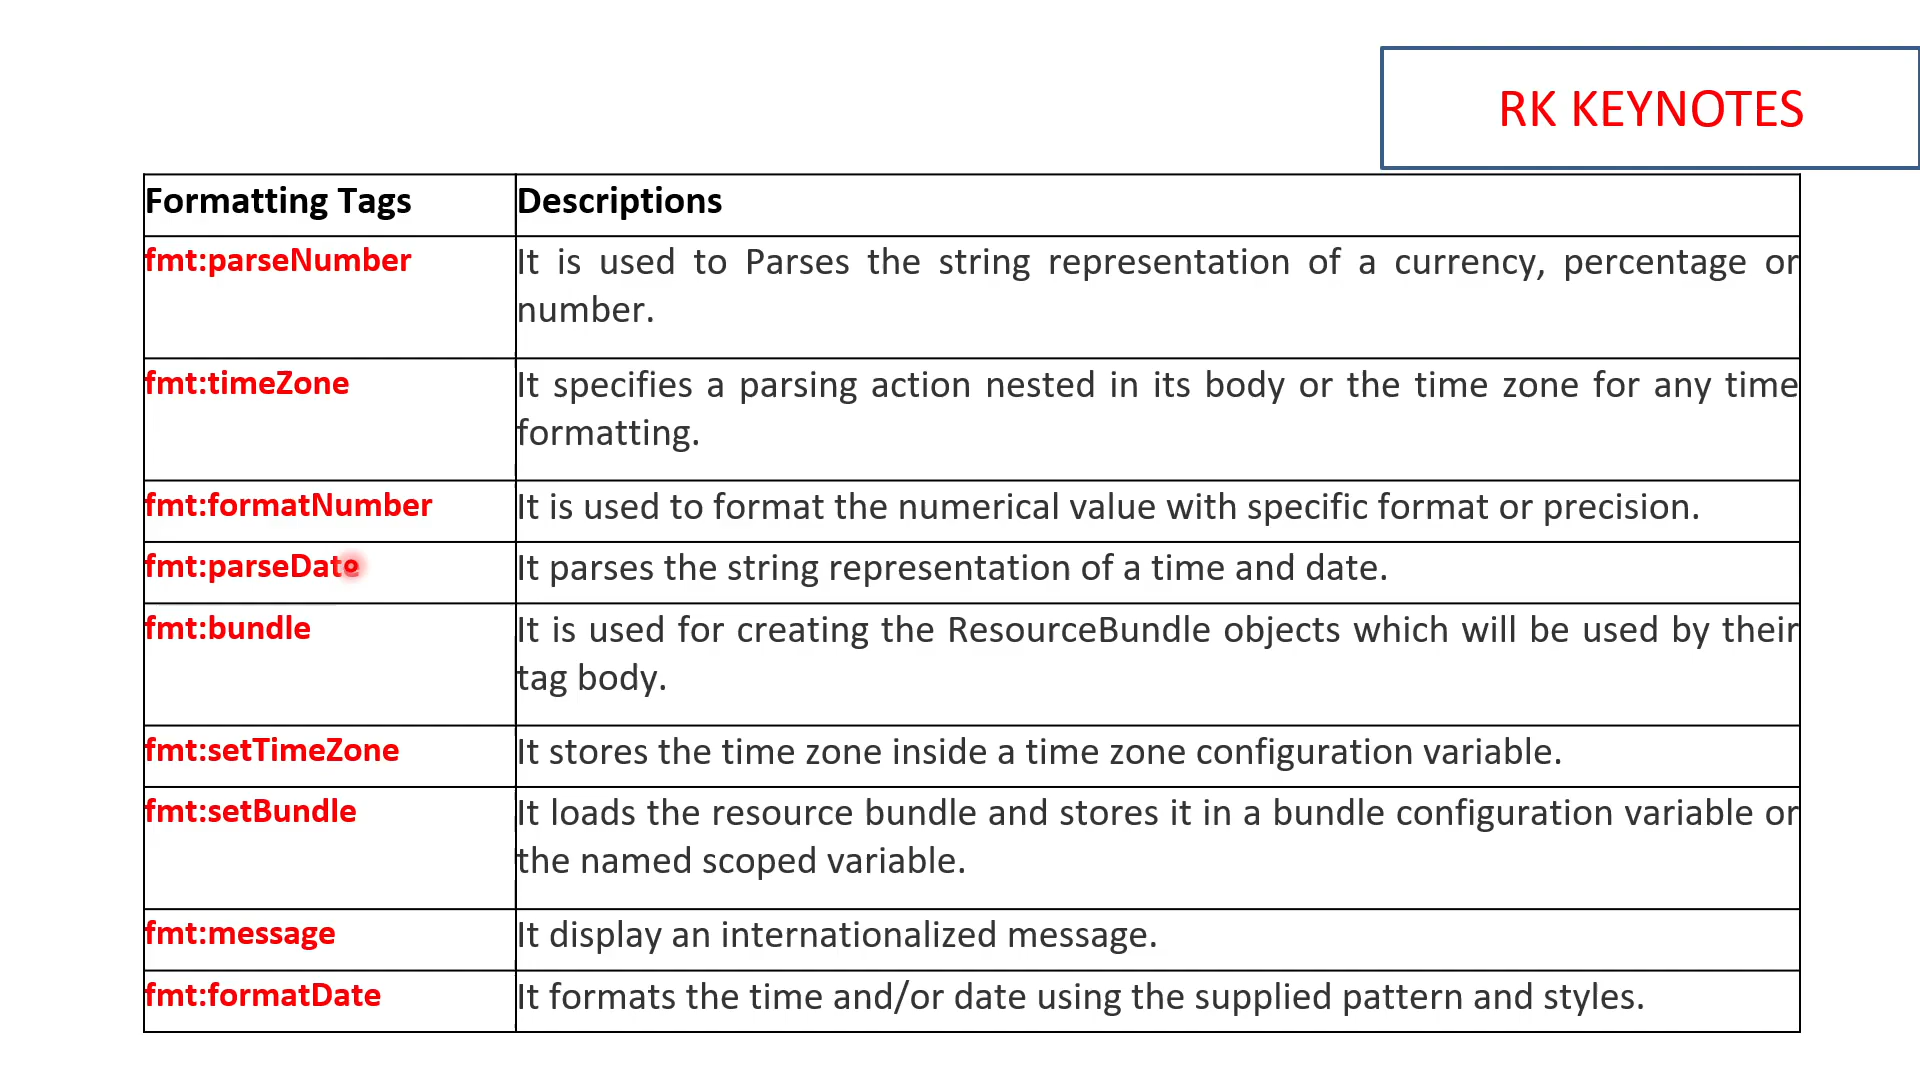 RK KEYNOTES
Formatting Tags Descriptions
fmt:parseNumber It is used to Parses the string representation of a currency, percentage or
number.
fmt:timeZone It specifies a parsing action nested in its body or the time zone for any time
formatting.
fmt:formatNumber It is used to format the numerical value with specific format or precision.
fmt:parseDate It parses the string representation of a time and date.
fmt:bundle It is used for creating the ResourceBundle objects which will be used by their
tag body.
fmt:setTimeZone It stores the time zone inside a time zone configuration variable.
fmt:setBundle It loads the resource bundle and stores it in a bundle configuration variable or
the named scoped variable.
fmt:message It display an internationalized message.
fmt:formatDate It formats the time and/or date using the supplied pattern and styles.